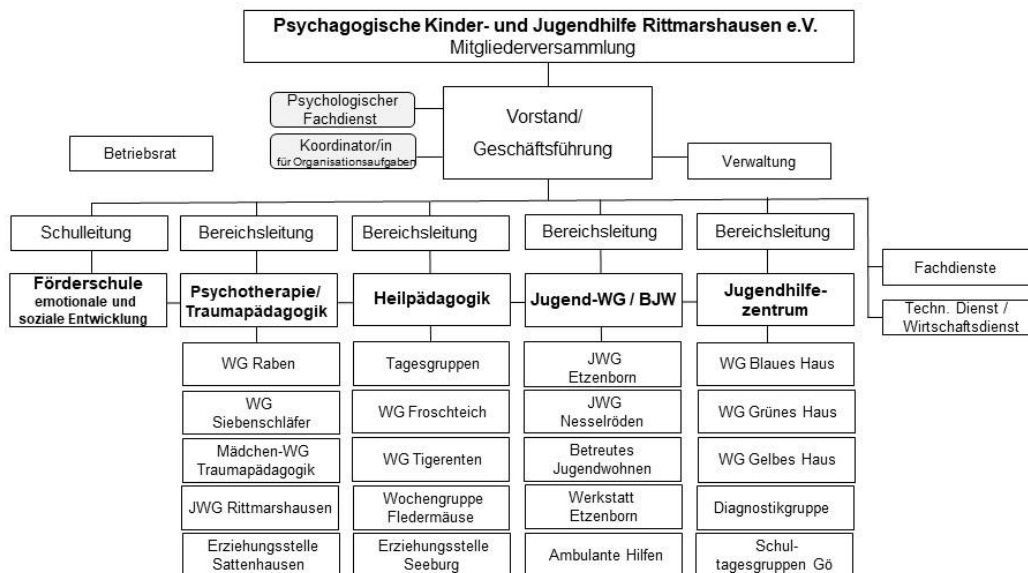 Psychagogische Kinder- und Jugendhilfe Rittmarshausen e.V.
Mitgliederversammlung
Psychologischer
Fachdienst
Vorstand/
Geschäftsführung
Koordinator/in
für Organisationsaufgaben
Betriebsrat
Verwaltung
Schulleitung
Bereichsleitung
Bereichsleitung
Bereichsleitung
Bereichsleitung
Fachdienste
Techn. Dienst /
Wirtschaftsdienst
Förderschule
emotionale und
soziale Entwicklung
Psychotherapie/
Traumapädagogik
Heilpädagogik
Jugend-WG / BJW
Jugendhilfe-
zentrum
WG Raben
WG
Siebenschläfer
Mädchen-WG
Traumapädagogik
JWG Rittmarshausen
Erziehungsstelle
Sattenhausen
Tagesgruppen
WG Froschteich
WG Tigerenten
Wochengruppe
Fledermäuse
Erziehungsstelle
Seeburg
JWG
Etzenborn
JWG
Nesselröden
Betreutes
Jugendwohnen
Werkstatt
Etzenborn
Ambulante Hilfen
WG Blaues Haus
WG Grünes Haus
WG Gelbes Haus
Diagnostikgruppe
Schul-
tagesgruppen Gö